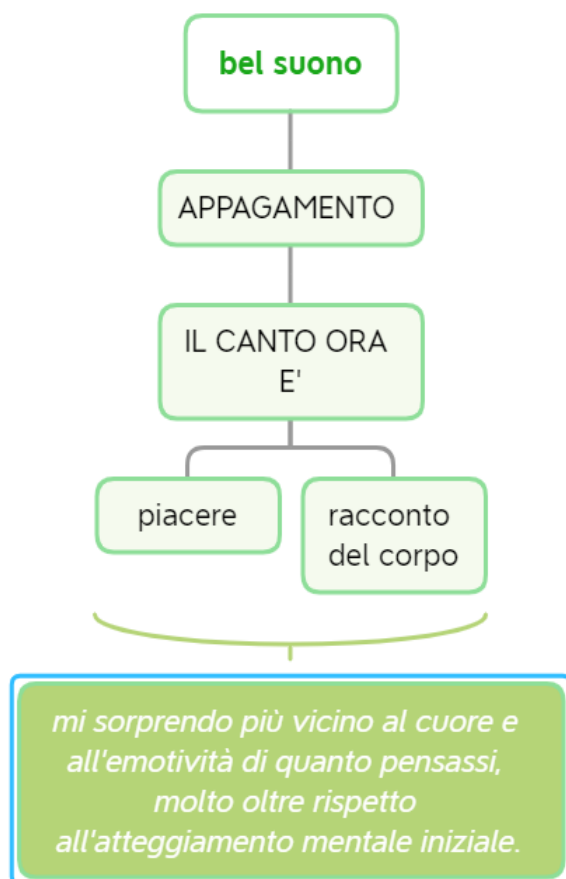 bel suono
APPAGAMENTO
IL CANTO ORA
E'
piacere
racconto
del corpo
mi sorprendo più vicino al cuore e
all'emotività di quanto pensassi,
molto oltre rispetto
all'atteggiamento mentale iniziale.